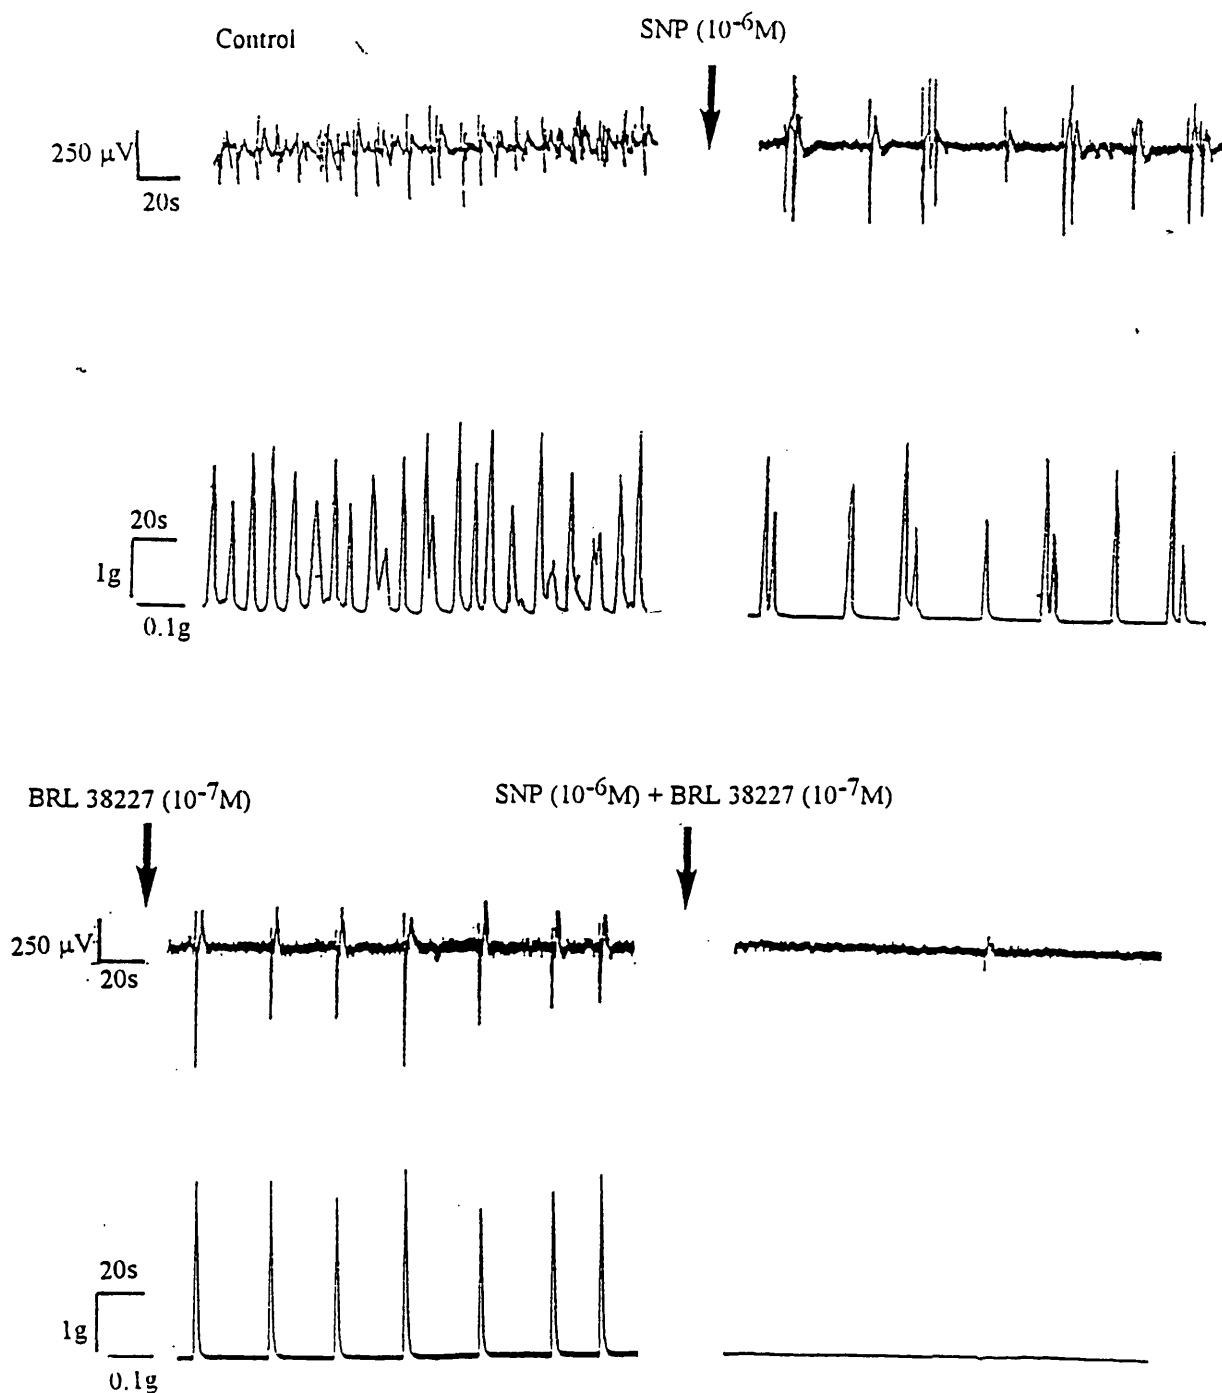 Control
SNP (10-6M)
250 µV
20s
20s
1g
0.1g
BRL 38227 (10-7M)
SNP (10-6M) + BRL 38227 (10-7M)
250 µV
20s
20s
1g
0.1g